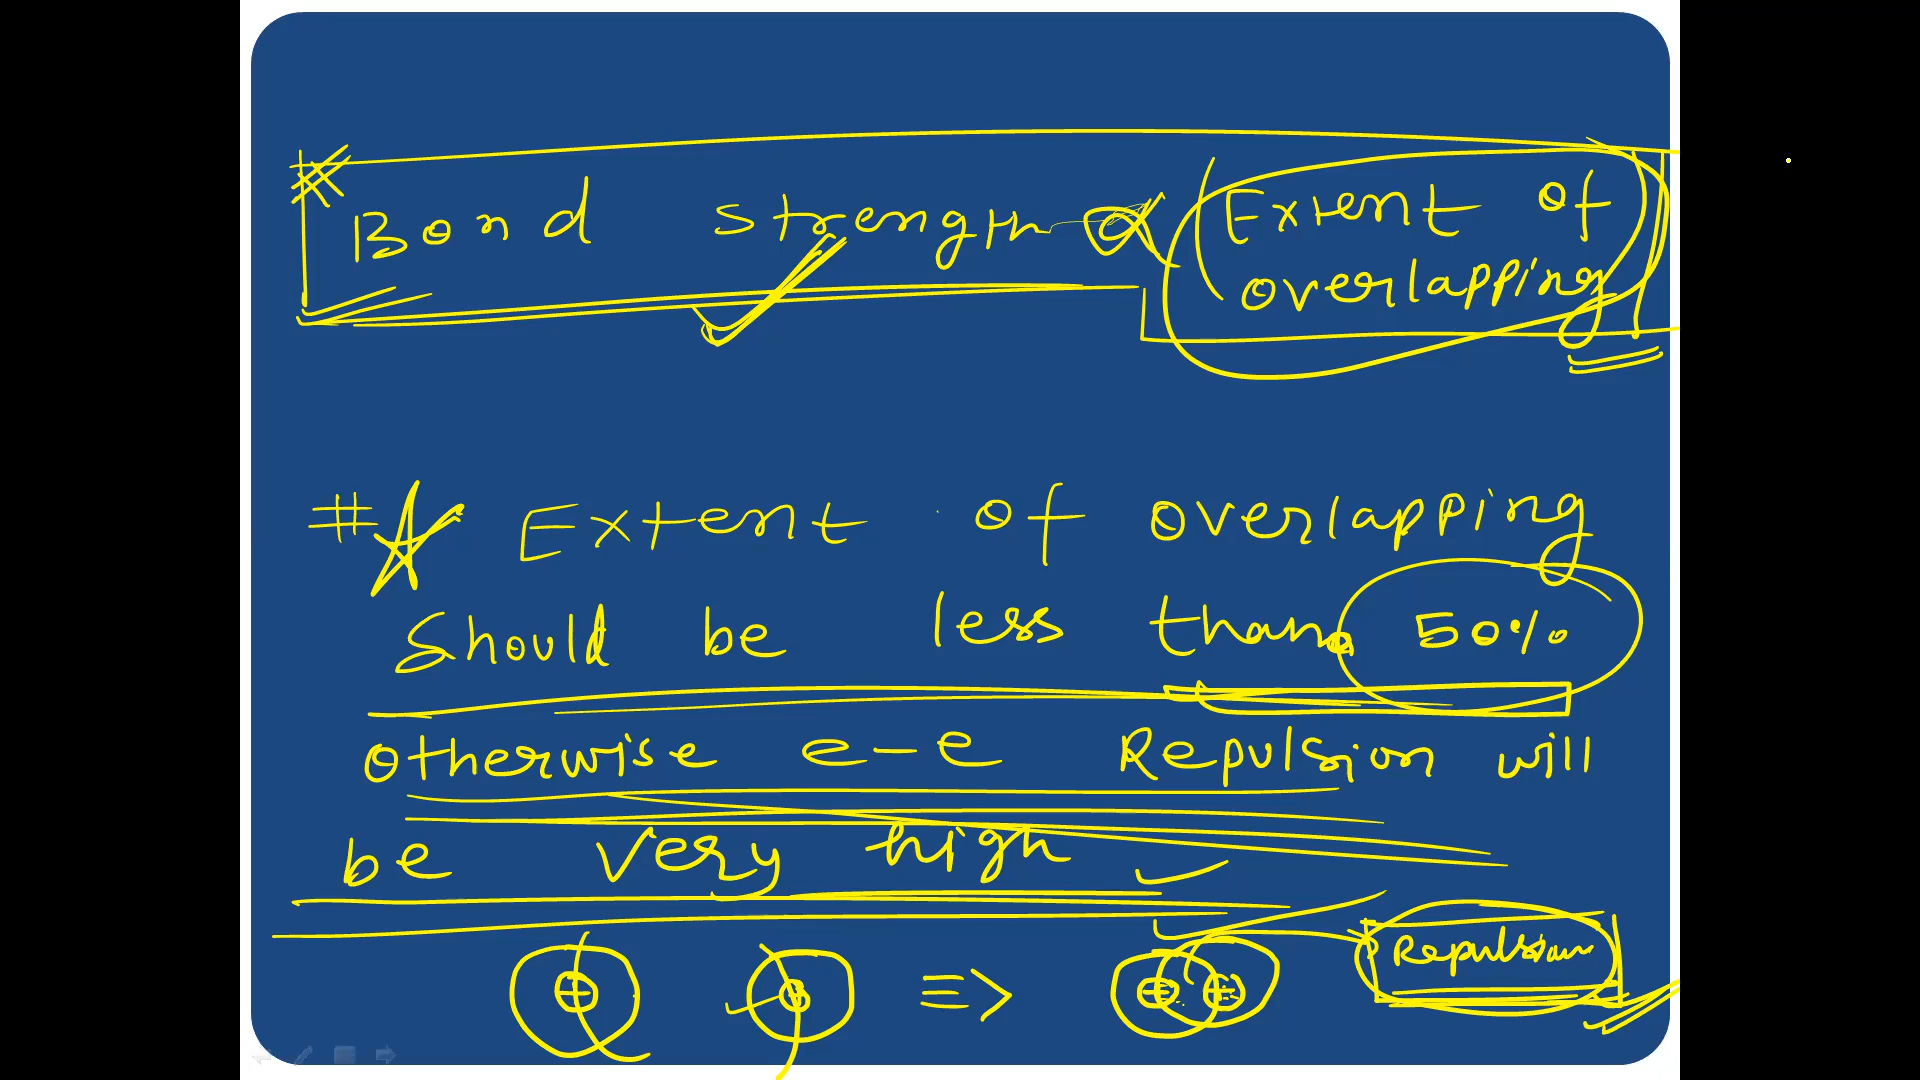 Bond strength ∝ (Extent of
overlapping
# Extent of overlapping
Should be less than 50%
Otherwise e-e Repulsion will
be very high
+ + => + + Repulsion